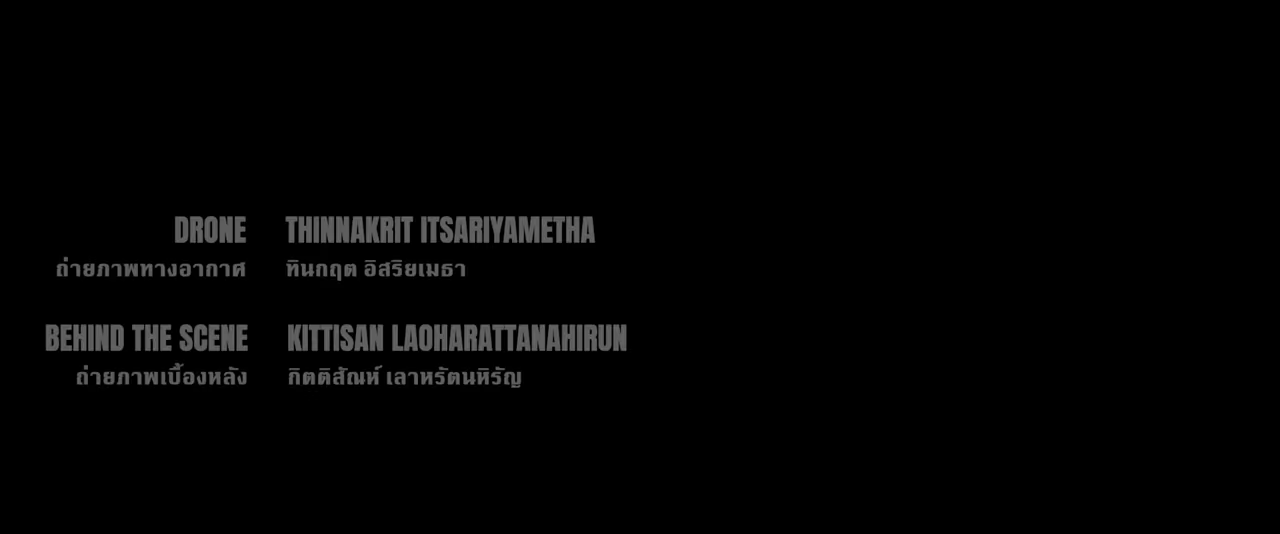 DRONE THINNAKRIT ITSARIYAMETHA
ถ่ายภาพทางอากาศ ทินกฤต อิสริยเมธา
BEHIND THE SCENE KITTISAN LAOHARATTANAHIRUN
ถ่ายภาพเบื้องหลัง กิตติสัณห์ เลาหรัตนหิรัญ